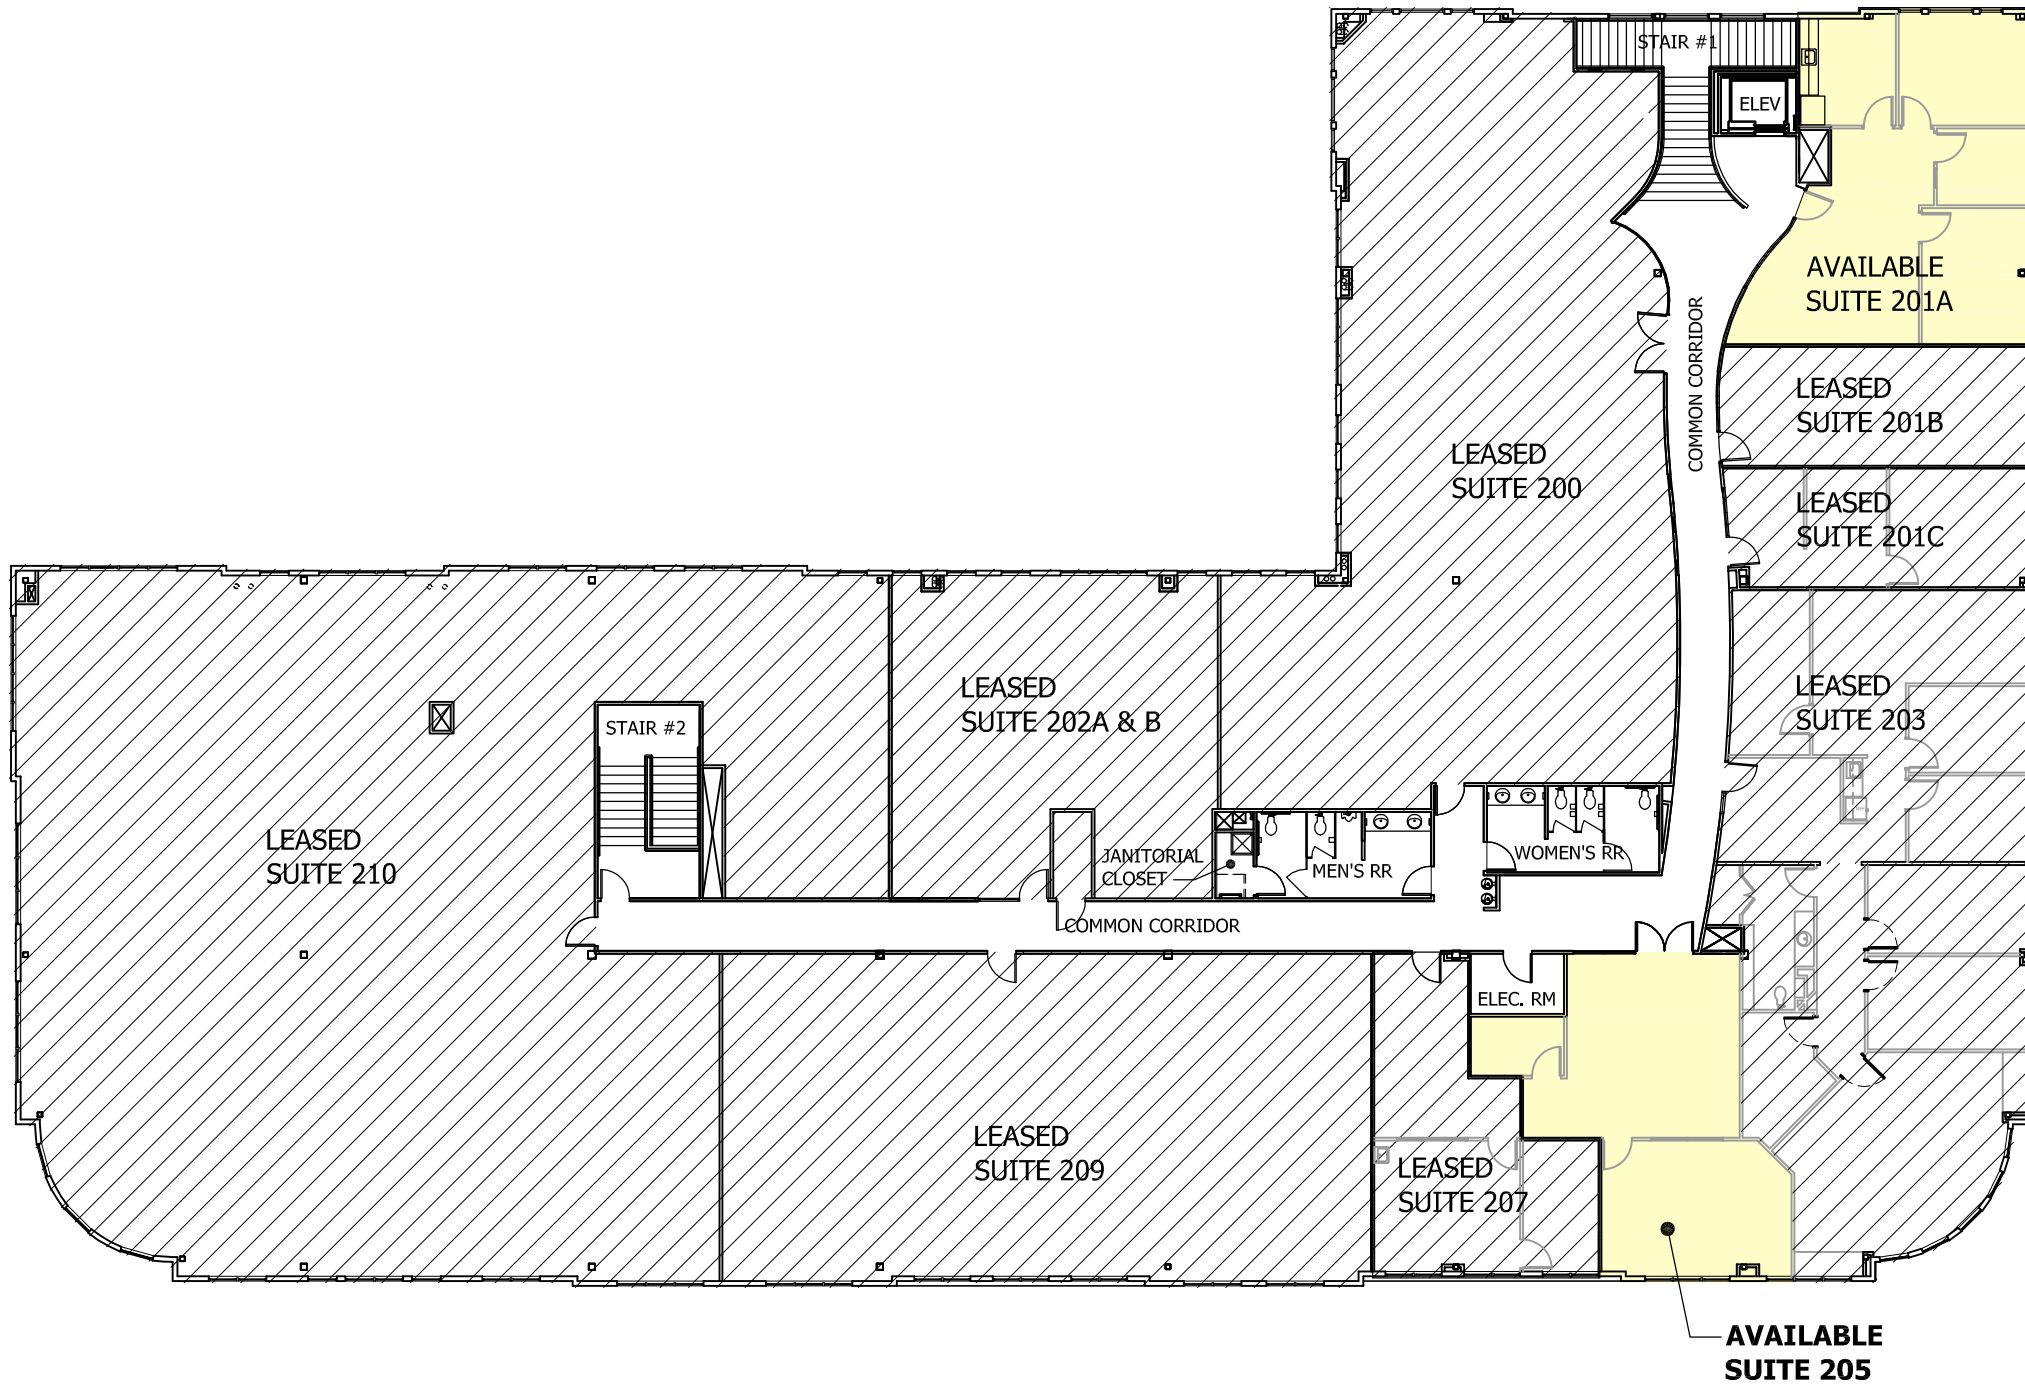 STAIR #1
ELEV
AVAILABLE
SUITE 201A
COMMON CORRIDOR
LEASED
SUITE 201B
LEASED
SUITE 200
LEASED
SUITE 201C
LEASED
SUITE 202A & B
LEASED
SUITE 203
STAIR #2
LEASED
SUITE 210
JANITORIAL
CLOSET
MEN'S RR
WOMEN'S RR
COMMON CORRIDOR
ELEC. RM
LEASED
SUITE 209
LEASED
SUITE 207
AVAILABLE
SUITE 205